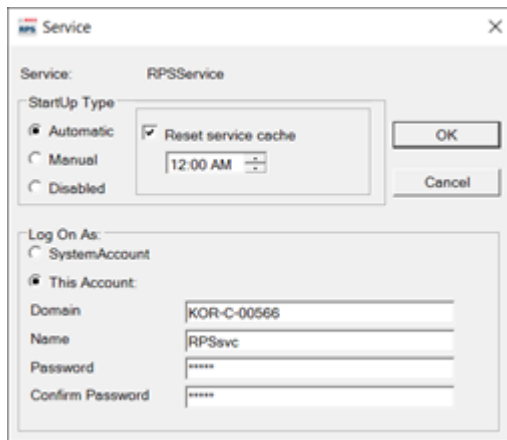 RPS Service
Service: RPSService
StartUp Type
Automatic
Manual
Disabled
Reset service cache
12:00 AM
OK
Cancel
Log On As:
SystemAccount
This Account:
Domain KOR-C-00566
Name RPSsvc
Password *****
Confirm Password *****